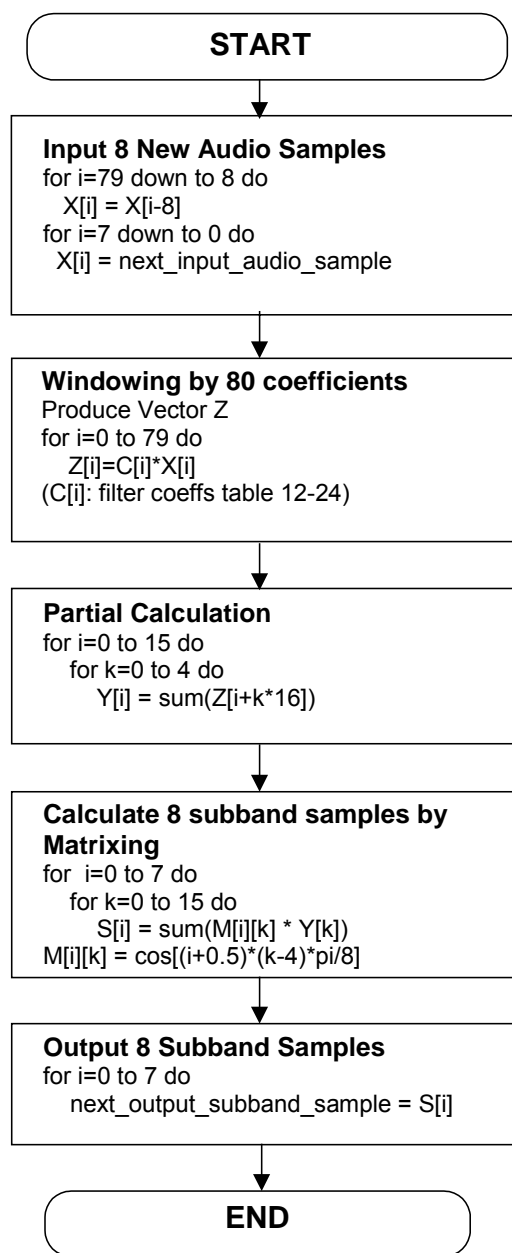 START
Input 8 New Audio Samples
for i=79 down to 8 do
X[i] = X[i-8]
for i=7 down to 0 do
X[i] = next_input_audio_sample
Windowing by 80 coefficients
Produce Vector Z
for i=0 to 79 do
Z[i]=C[i]*X[i]
(C[i]: filter coeffs table 12-24)
Partial Calculation
for i=0 to 15 do
for k=0 to 4 do
Y[i] = sum(Z[i+k*16])
Calculate 8 subband samples by
Matrixing
for i=0 to 7 do
for k=0 to 15 do
S[i] = sum(M[i][k] * Y[k])
M[i][k] = cos[(i+0.5)*(k-4)*pi/8]
Output 8 Subband Samples
for i=0 to 7 do
next_output_subband_sample = S[i]
END